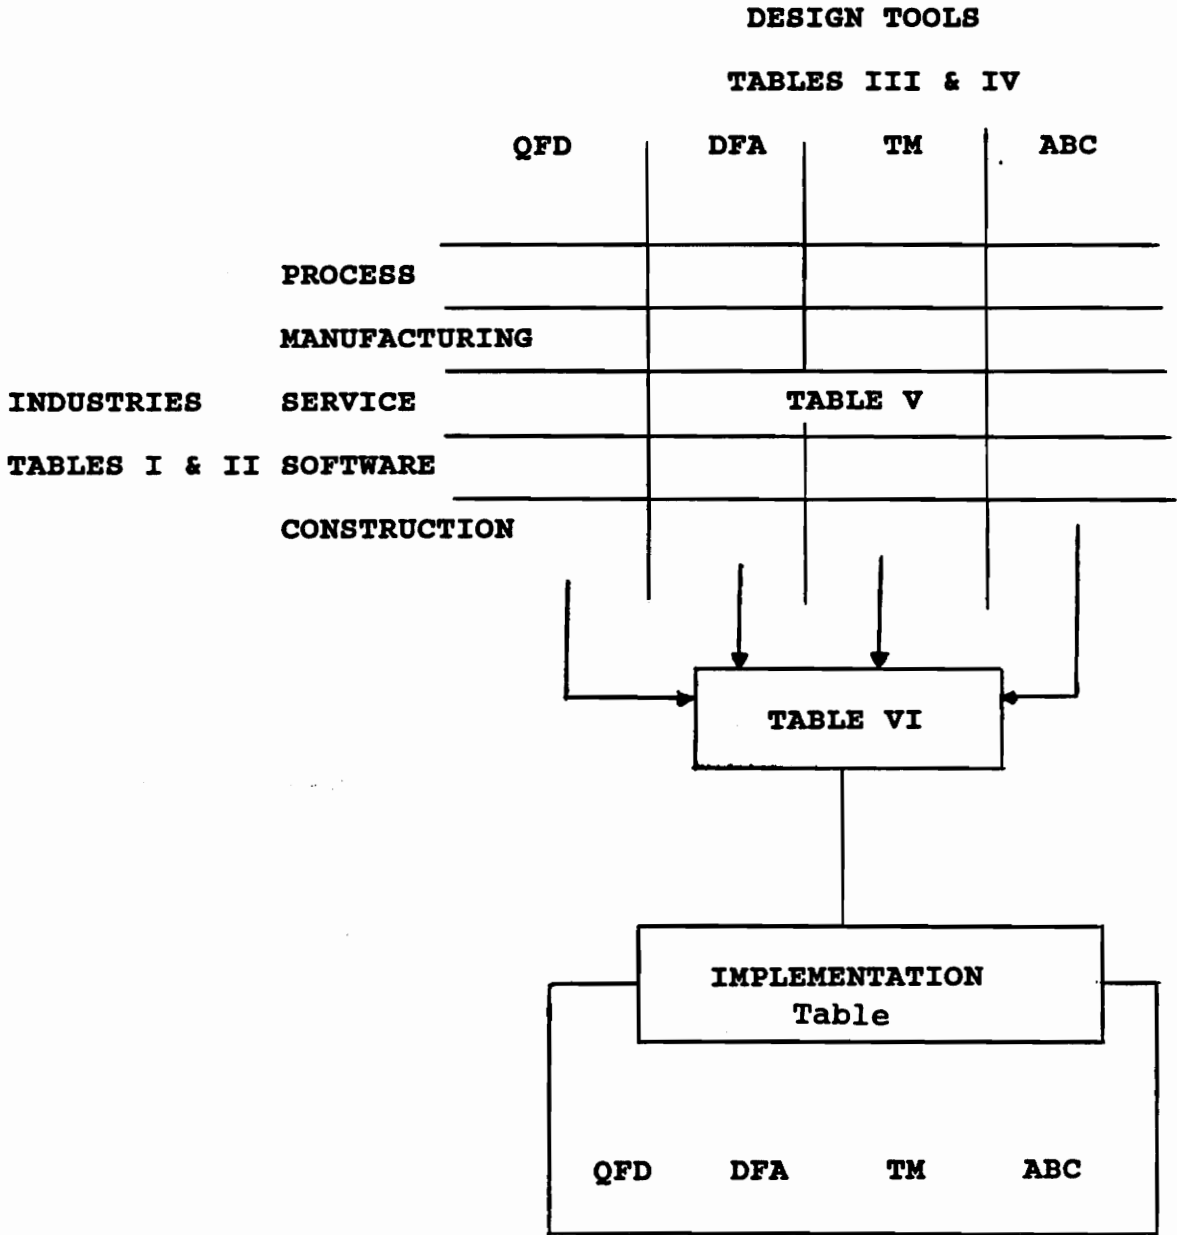 DESIGN TOOLS
TABLES III & IV
QFD DFA TM ABC
PROCESS
MANUFACTURING
INDUSTRIES SERVICE TABLE V
TABLES I & II SOFTWARE
CONSTRUCTION
TABLE VI
IMPLEMENTATION
Table
QFD DFA TM ABC